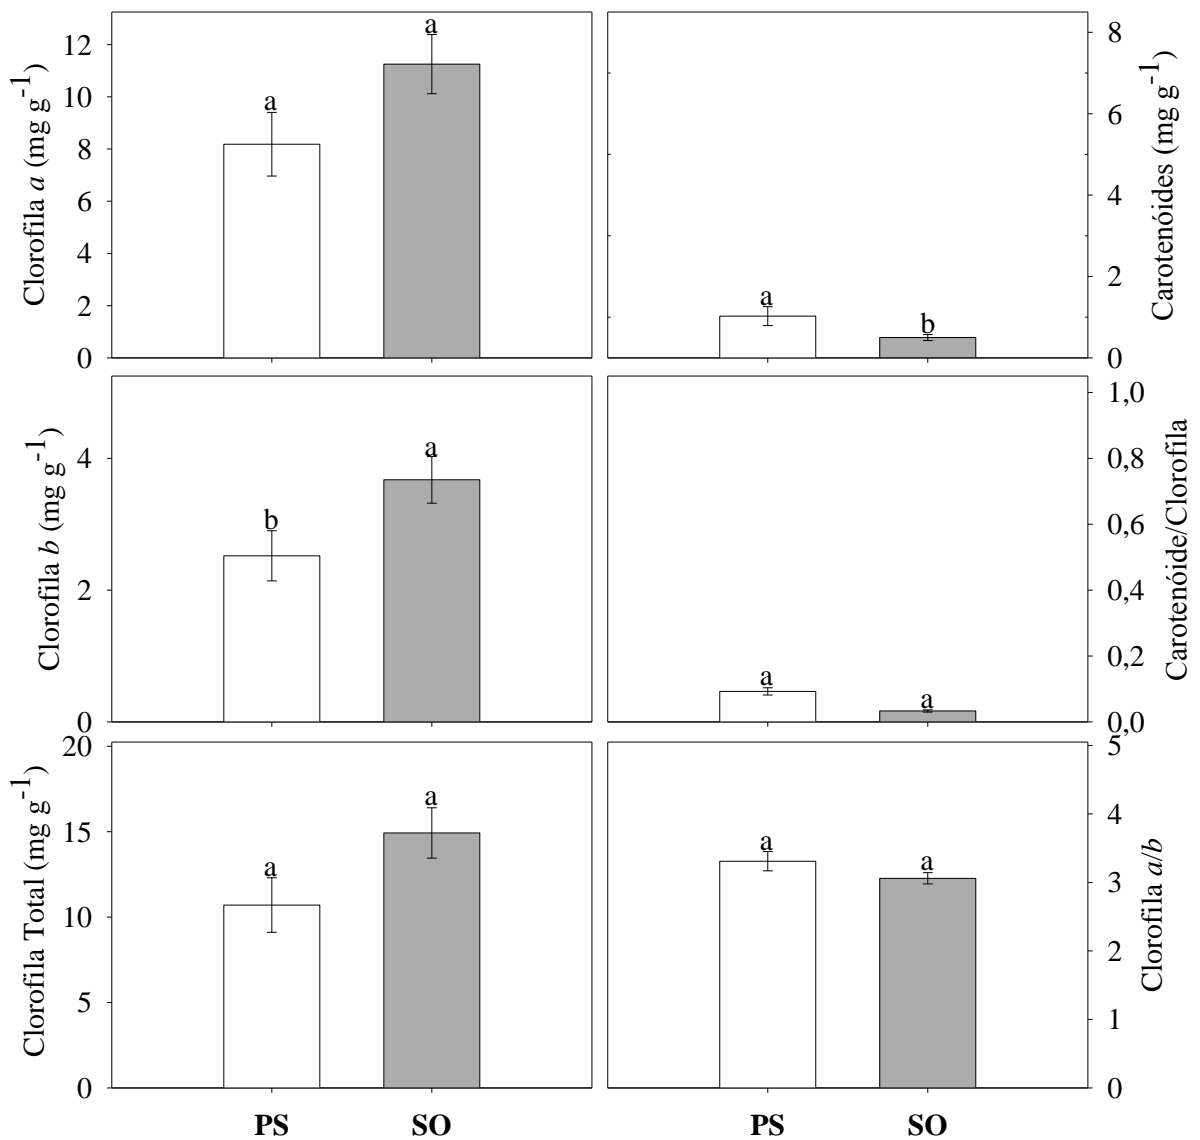 Clorofila a (mg g-1)
12
10
8
6
4
2
0
a
a
Carotenóides (mg g-1)
8
6
4
2
0
a
b
Clorofila b (mg g-1)
4
2
0
b
a
Carotenóide/Clorofila
1,0
0,8
0,6
0,4
0,2
0,0
a
a
Clorofila Total (mg g-1)
20
15
10
5
0
a
a
Clorofila a/b
5
4
3
2
1
0
a
a
PS SO PS SO